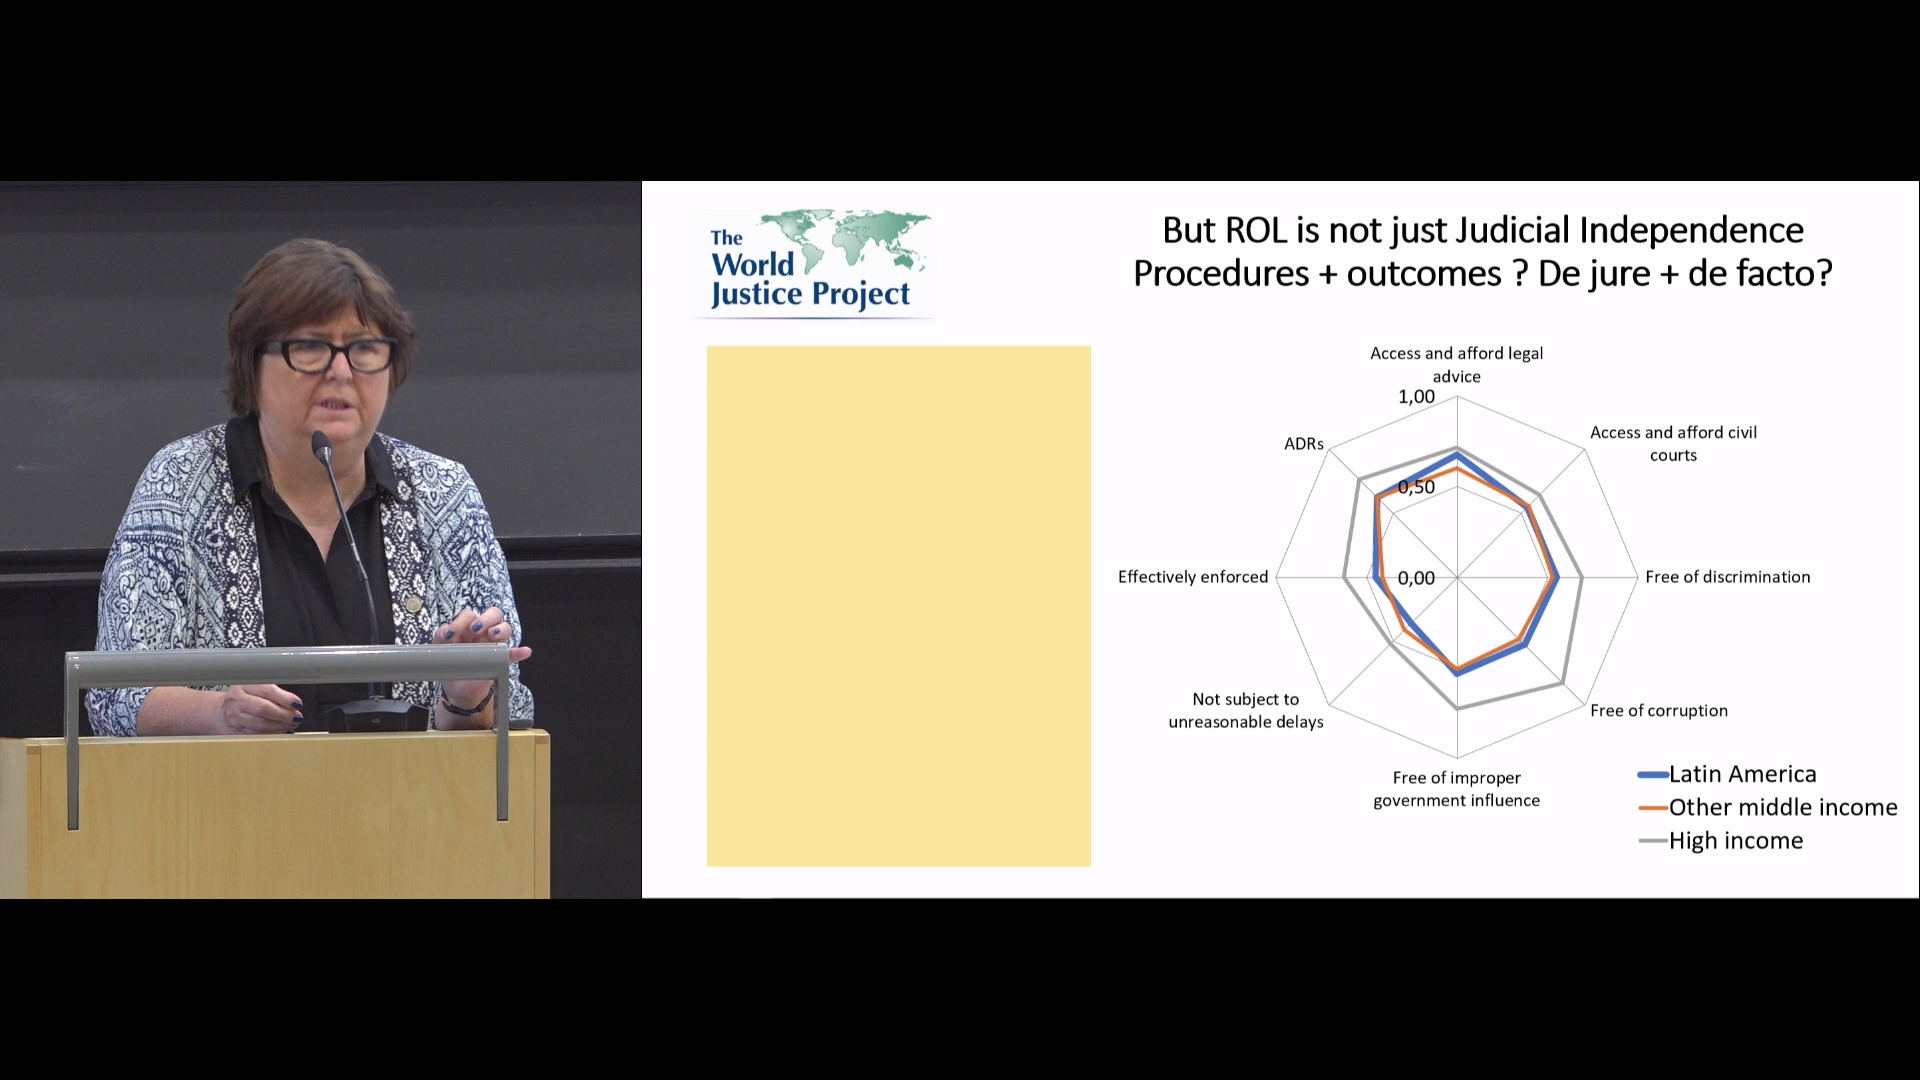 The
World
Justice Project
But ROL is not just Judicial Independence
Procedures + outcomes ? De jure + de facto?
Access and afford legal
advice
1,00
ADRs
Access and afford civil
courts
0,50
Effectively enforced
0,00
Free of discrimination
Not subject to
unreasonable delays
Free of corruption
Free of improper
government influence
Latin America
Other middle income
High income